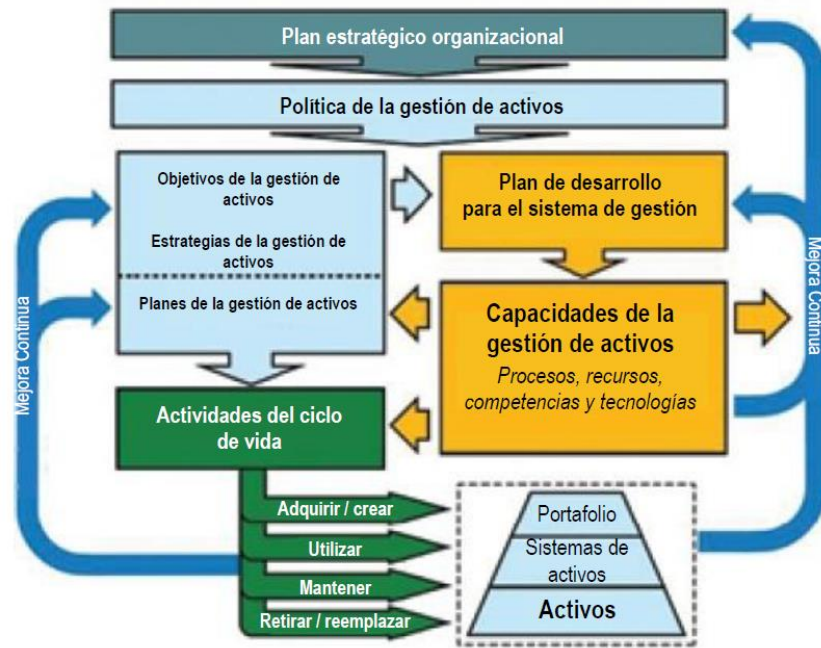 Plan estratégico organizacional
Política de la gestión de activos
Objetivos de la gestión de
activos
Estrategias de la gestión de
activos
Planes de la gestión de activos
Plan de desarrollo
para el sistema de gestión
Capacidades de la
gestión de activos
Procesos, recursos,
competencias y tecnologías
Mejora Continua
Mejora Continua
Actividades del ciclo
de vida
Adquirir / crear
Utilizar
Mantener
Retirar / reemplazar
Portafolio
Sistemas de
activos
Activos